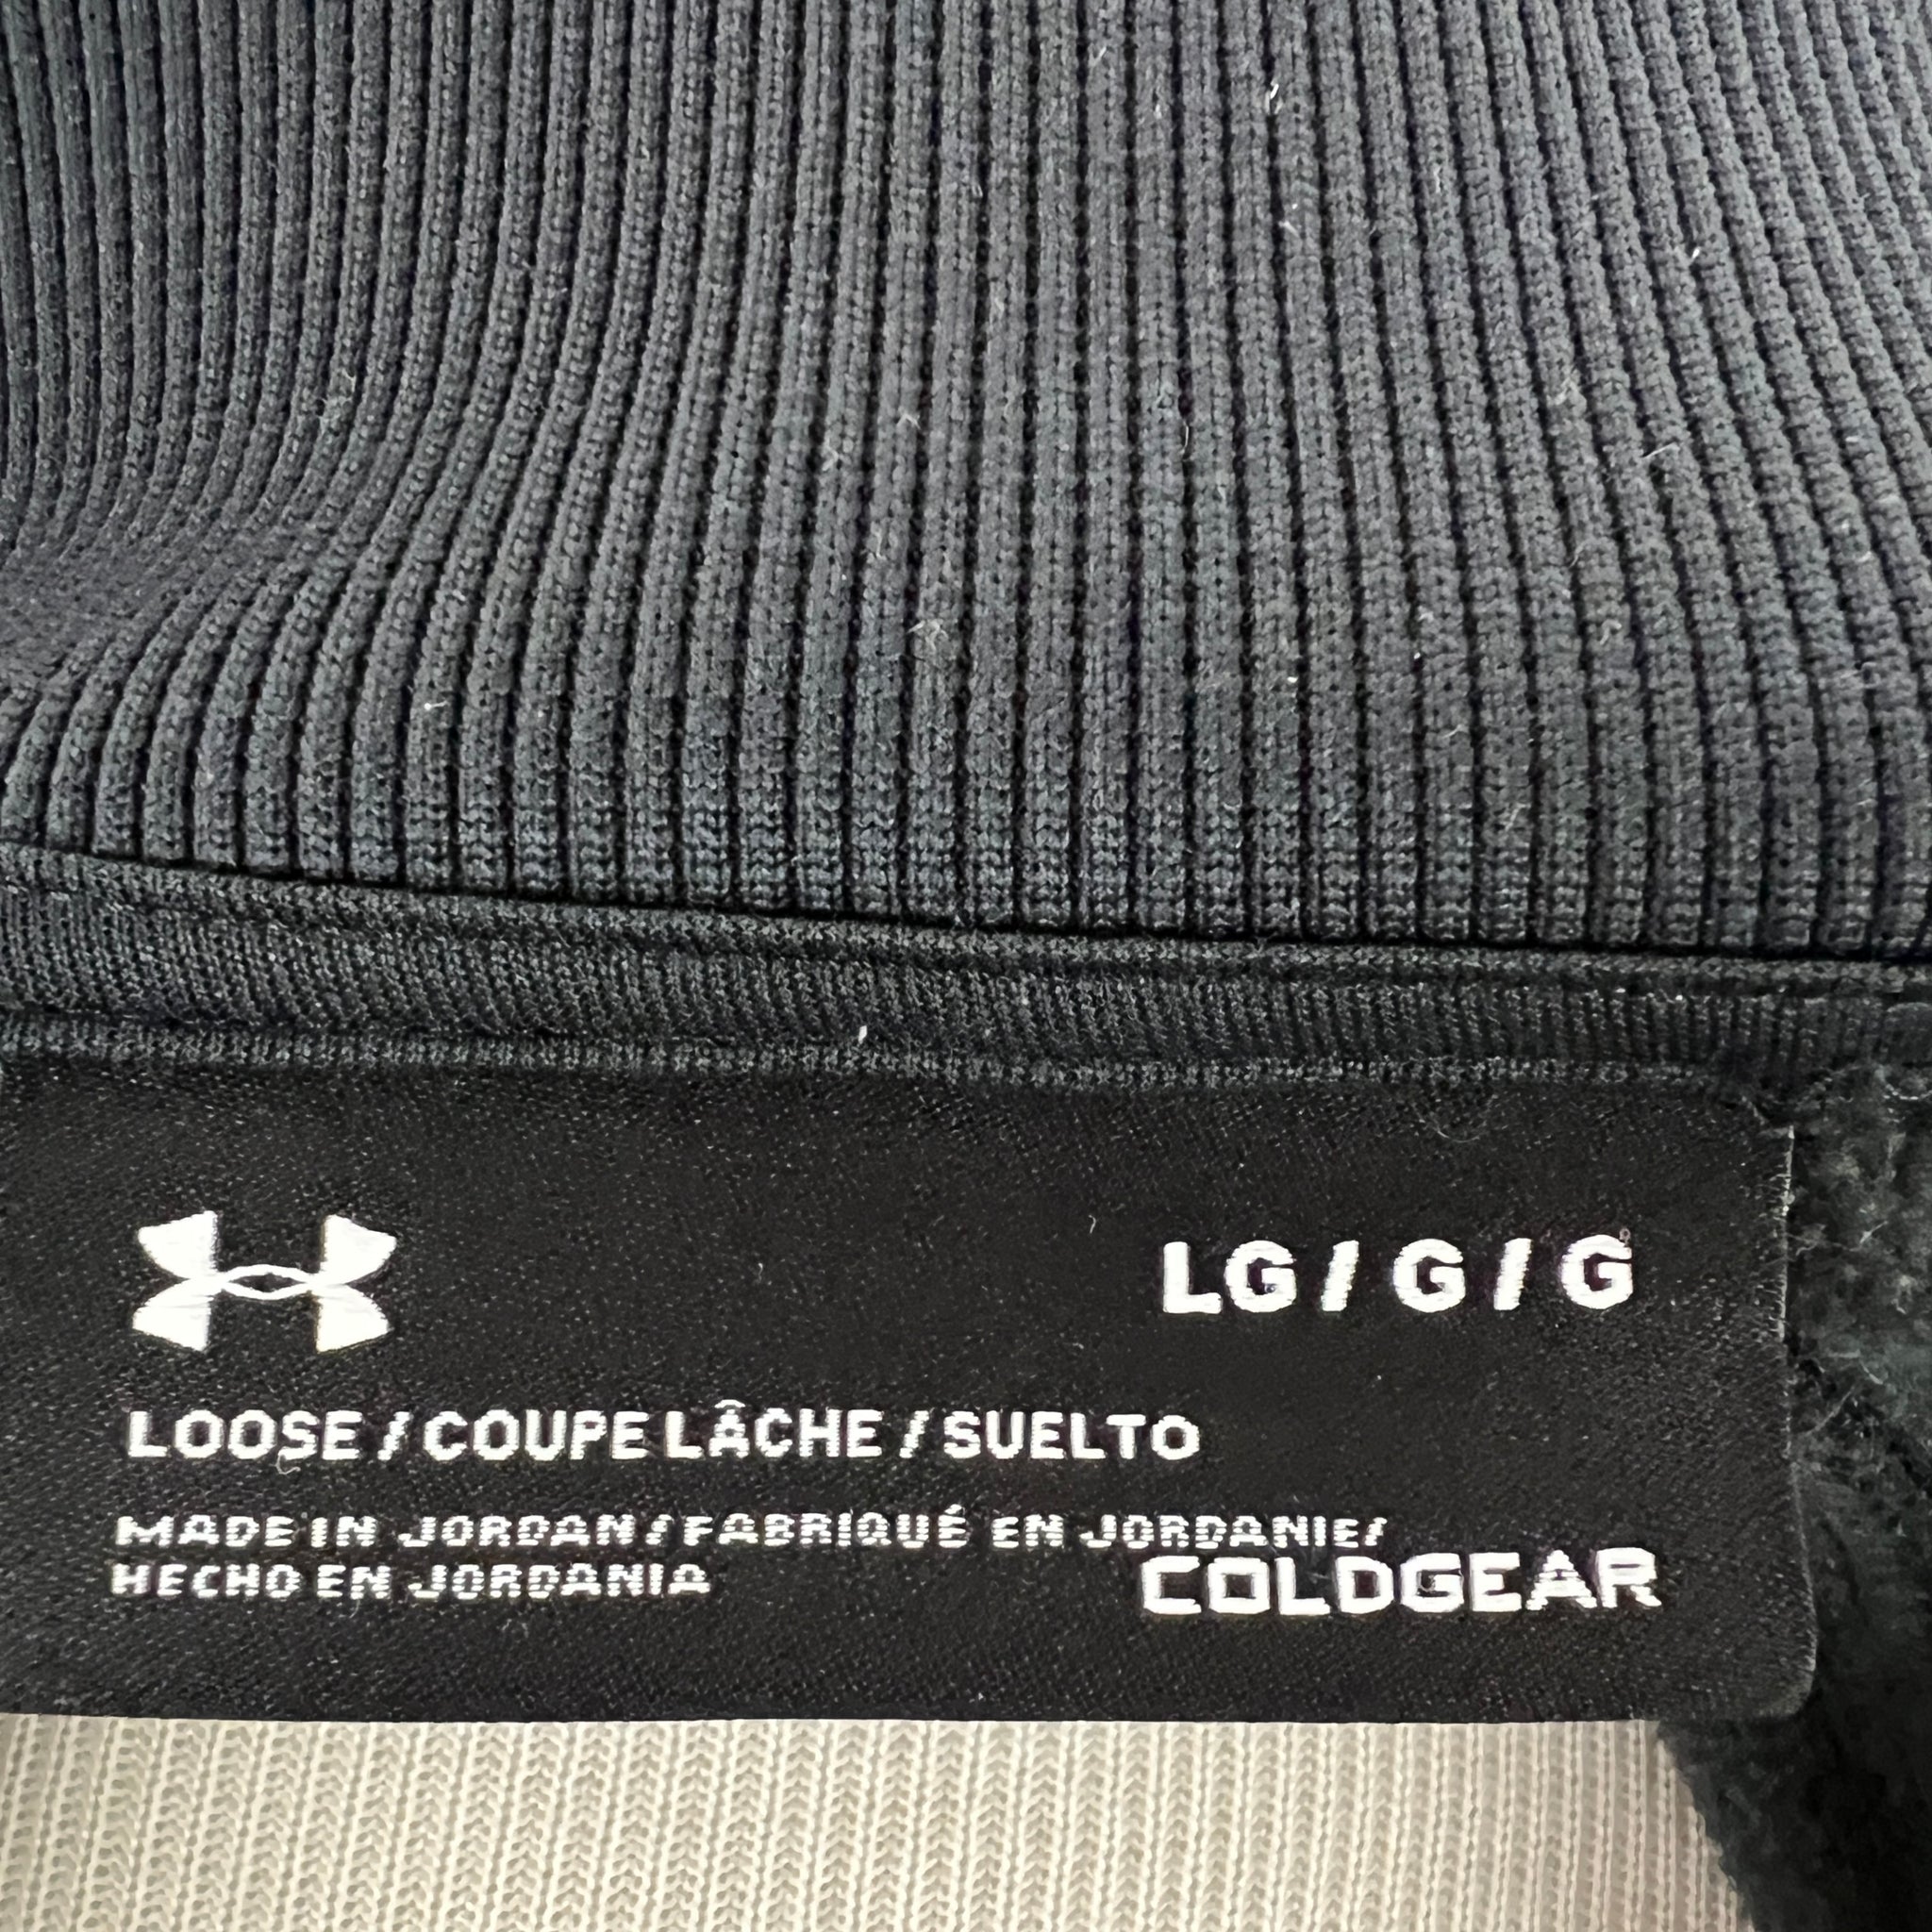 LG / G / G
LOOSE / COUPE LÂCHE / SUELTO
MADE IN JORDAN / FABRIQUÉ EN JORDANIE/
HECHO EN JORDANIA
COLDGEAR